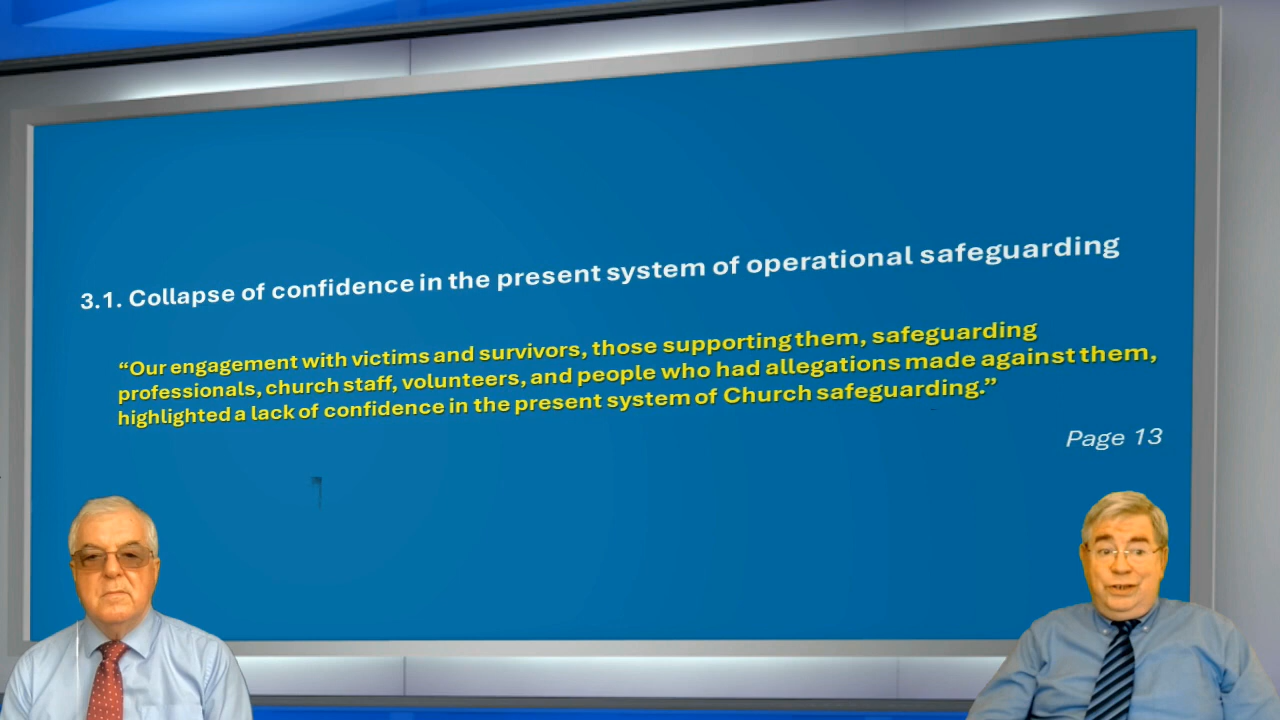 3.1. Collapse of confidence in the present system of operational safeguarding
“Our engagement with victims and survivors, those supporting them, safeguarding
professionals, church staff, volunteers, and people who had allegations made against them,
highlighted a lack of confidence in the present system of Church safeguarding.”
Page 13